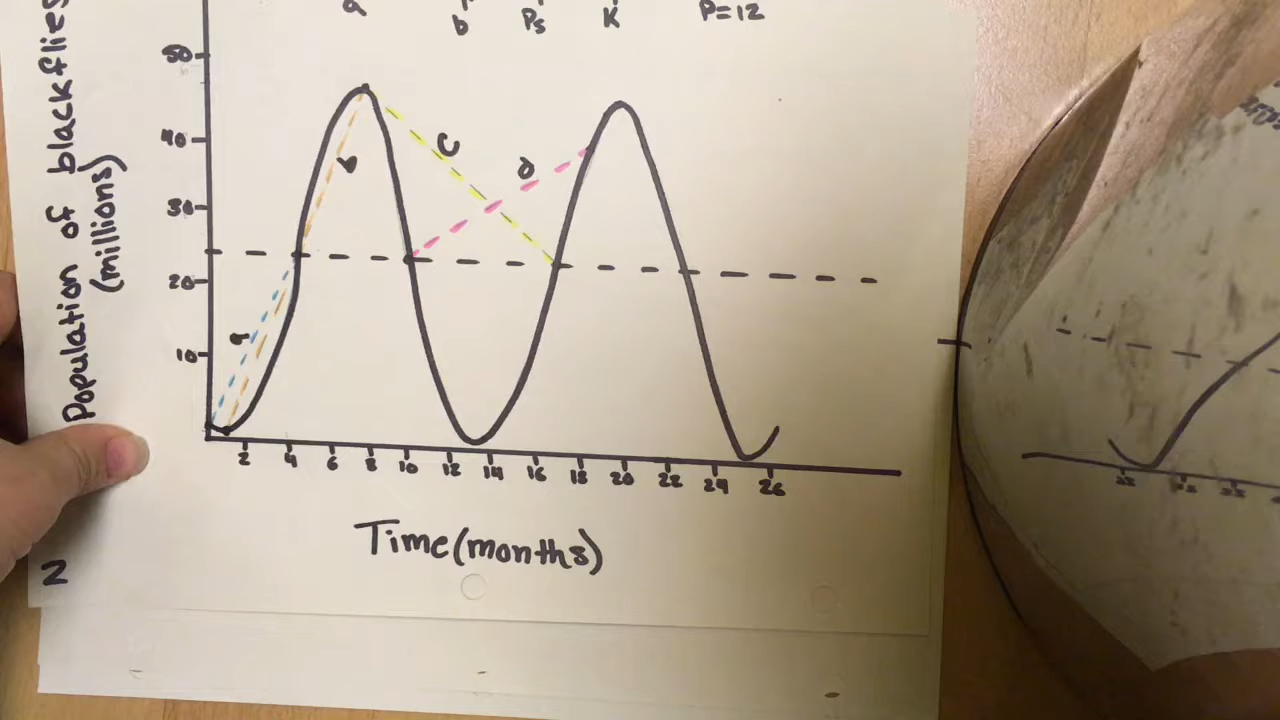 a b Ps K P=12
Population of blackflies
(millions)
50
40
30
20
10
b
c
d
a
2 4 6 8 10 12 14 16 18 20 22 24 26
Time(months)
N